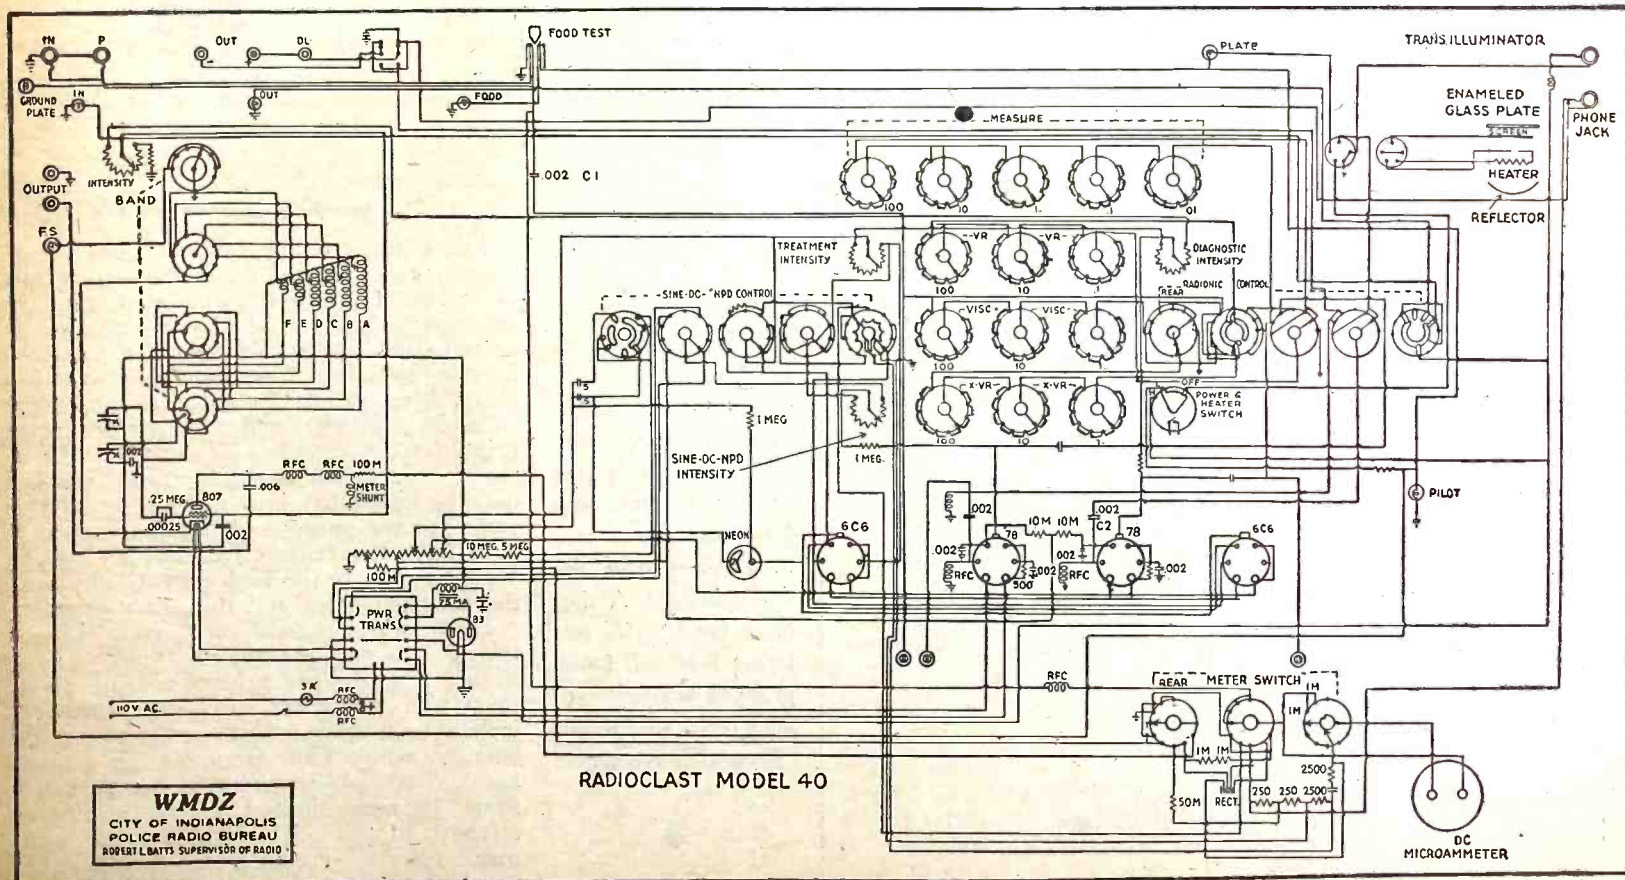 IN
P
OUT
DL
FOOD TEST
PLATE
TRANS. ILLUMINATOR
GROUND
PLATE
IN
OUT
FOOD
ENAMELED
GLASS PLATE
SCREEN
PHONE
JACK
MEASURE
HEATER
REFLECTOR
INTENSITY
BAND
OUTPUT
F.S
.002 C1
100
10
1.
.1
01
TREATMENT
INTENSITY
VR
VR
DIAGNOSTIC
INTENSITY
100
10
1
REAR
RADIONIC
CONTROL
SINE-DC-NPD CONTROL
VISC
VISC
F
E
D
C
B
A
100
10
1
OFF
POWER &
HEATER
SWITCH
X-VR
X-VR
100
10
1
.5
.5
1 MEG
1 MEG.
SINE-DC-NPD
INTENSITY
.002
RFC
RFC
100M
METER
SHUNT
.006
.25 MEG.
807
.00025
002
PILOT
.002
.002
C2
NEON
6C6
78
10M
10M
78
6C6
.002
RFC
500
.002
002
RFC
.002
10 MEG.
5 MEG
100M
PWR
TRANS
75 MA
83
3A
RFC
RFC
110V AC.
RFC
REAR
METER SWITCH
1M
1M
1M
1M
2500
50M
RECT.
250
250
2500
DC
MICROAMMETER
RADIOCLAST MODEL 40
WMDZ
CITY OF INDIANAPOLIS
POLICE RADIO BUREAU
ROBERT L. BATTS SUPERVISOR OF RADIO